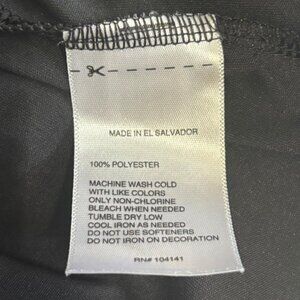 MADE IN EL SALVADOR
100% POLYESTER
MACHINE WASH COLD
WITH LIKE COLORS
ONLY NON-CHLORINE
BLEACH WHEN NEEDED
TUMBLE DRY LOW
COOL IRON AS NEEDED
DO NOT USE SOFTENERS
DO NOT IRON ON DECORATION
RN# 104141